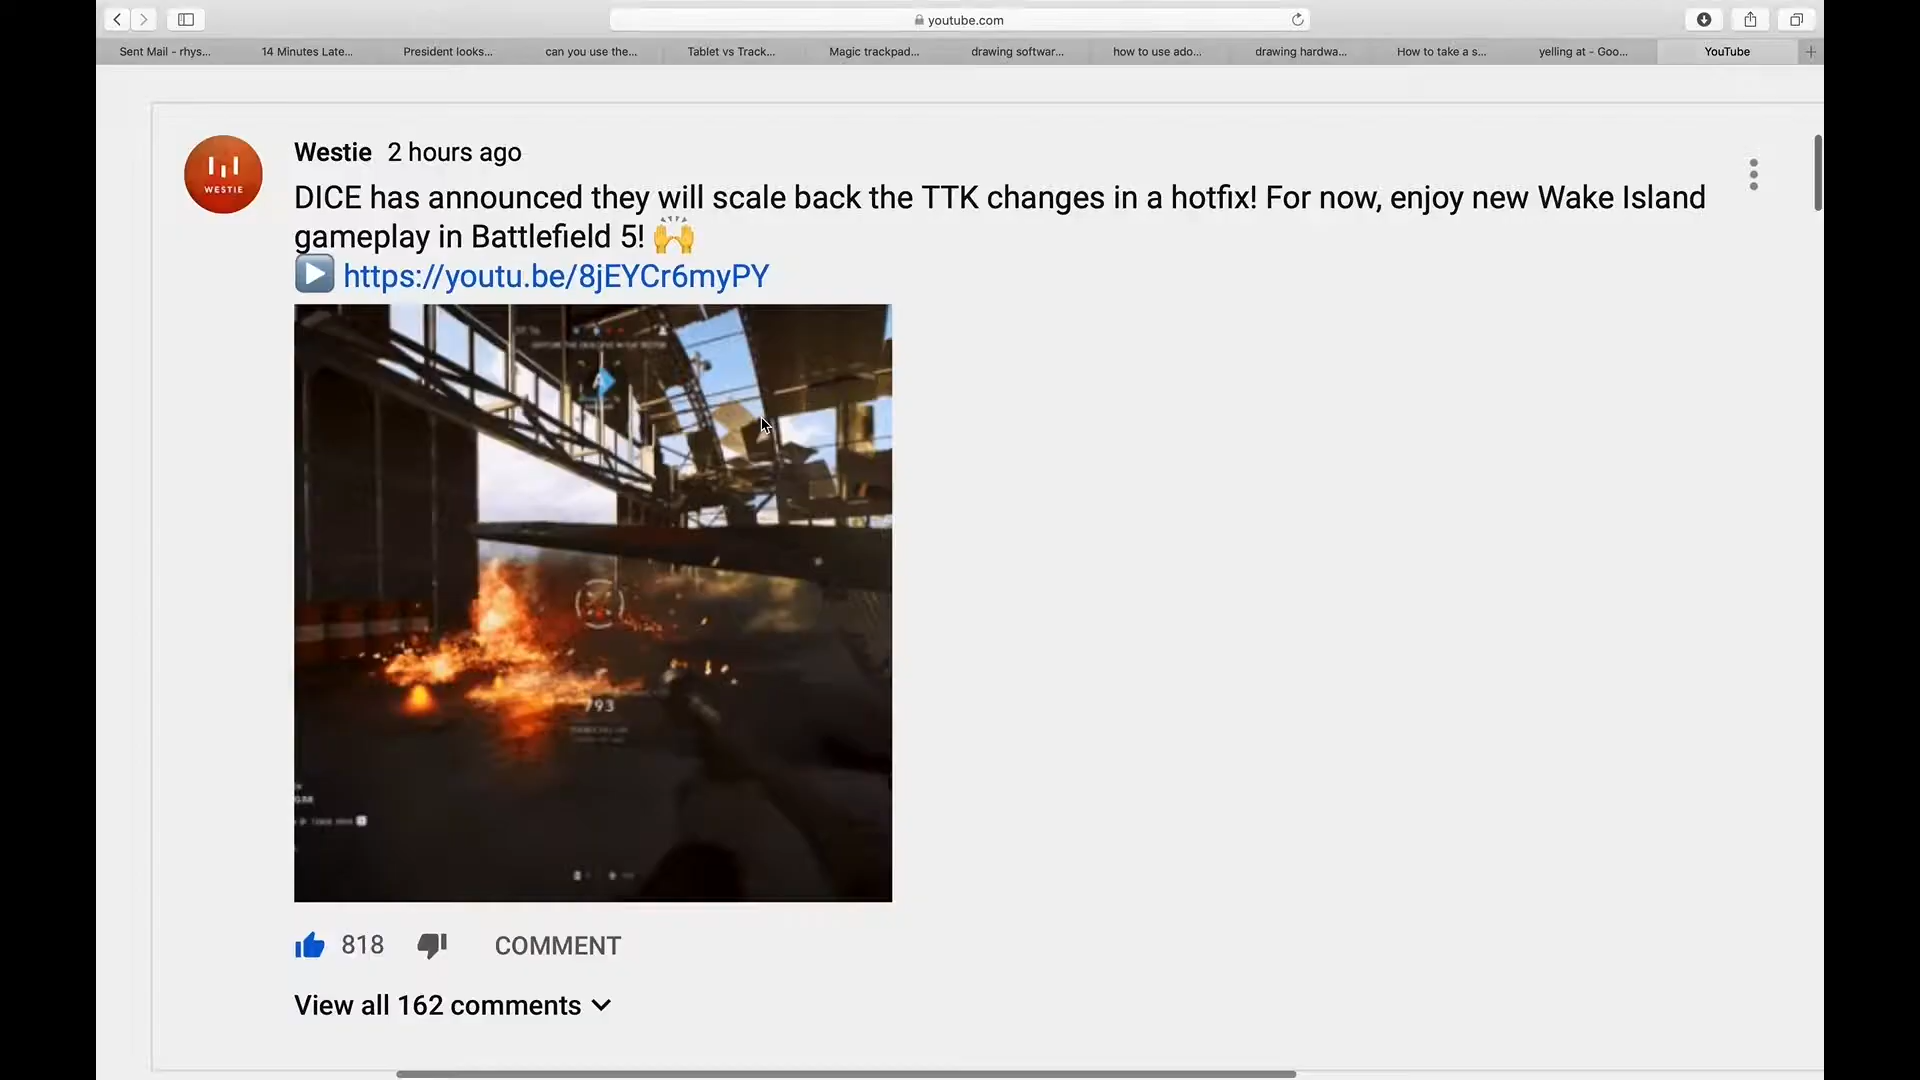 youtube.com
Sent Mail - rhys...
14 Minutes Late...
President looks...
can you use the...
Tablet vs Track...
Magic trackpad...
drawing softwar...
how to use ado...
drawing hardwa...
How to take a s...
yelling at - Goo...
YouTube
WESTIE
Westie 2 hours ago
DICE has announced they will scale back the TTK changes in a hotfix! For now, enjoy new Wake Island
gameplay in Battlefield 5! 🙌
▶️ https://youtu.be/8jEYCr6myPY
793
818 COMMENT
View all 162 comments